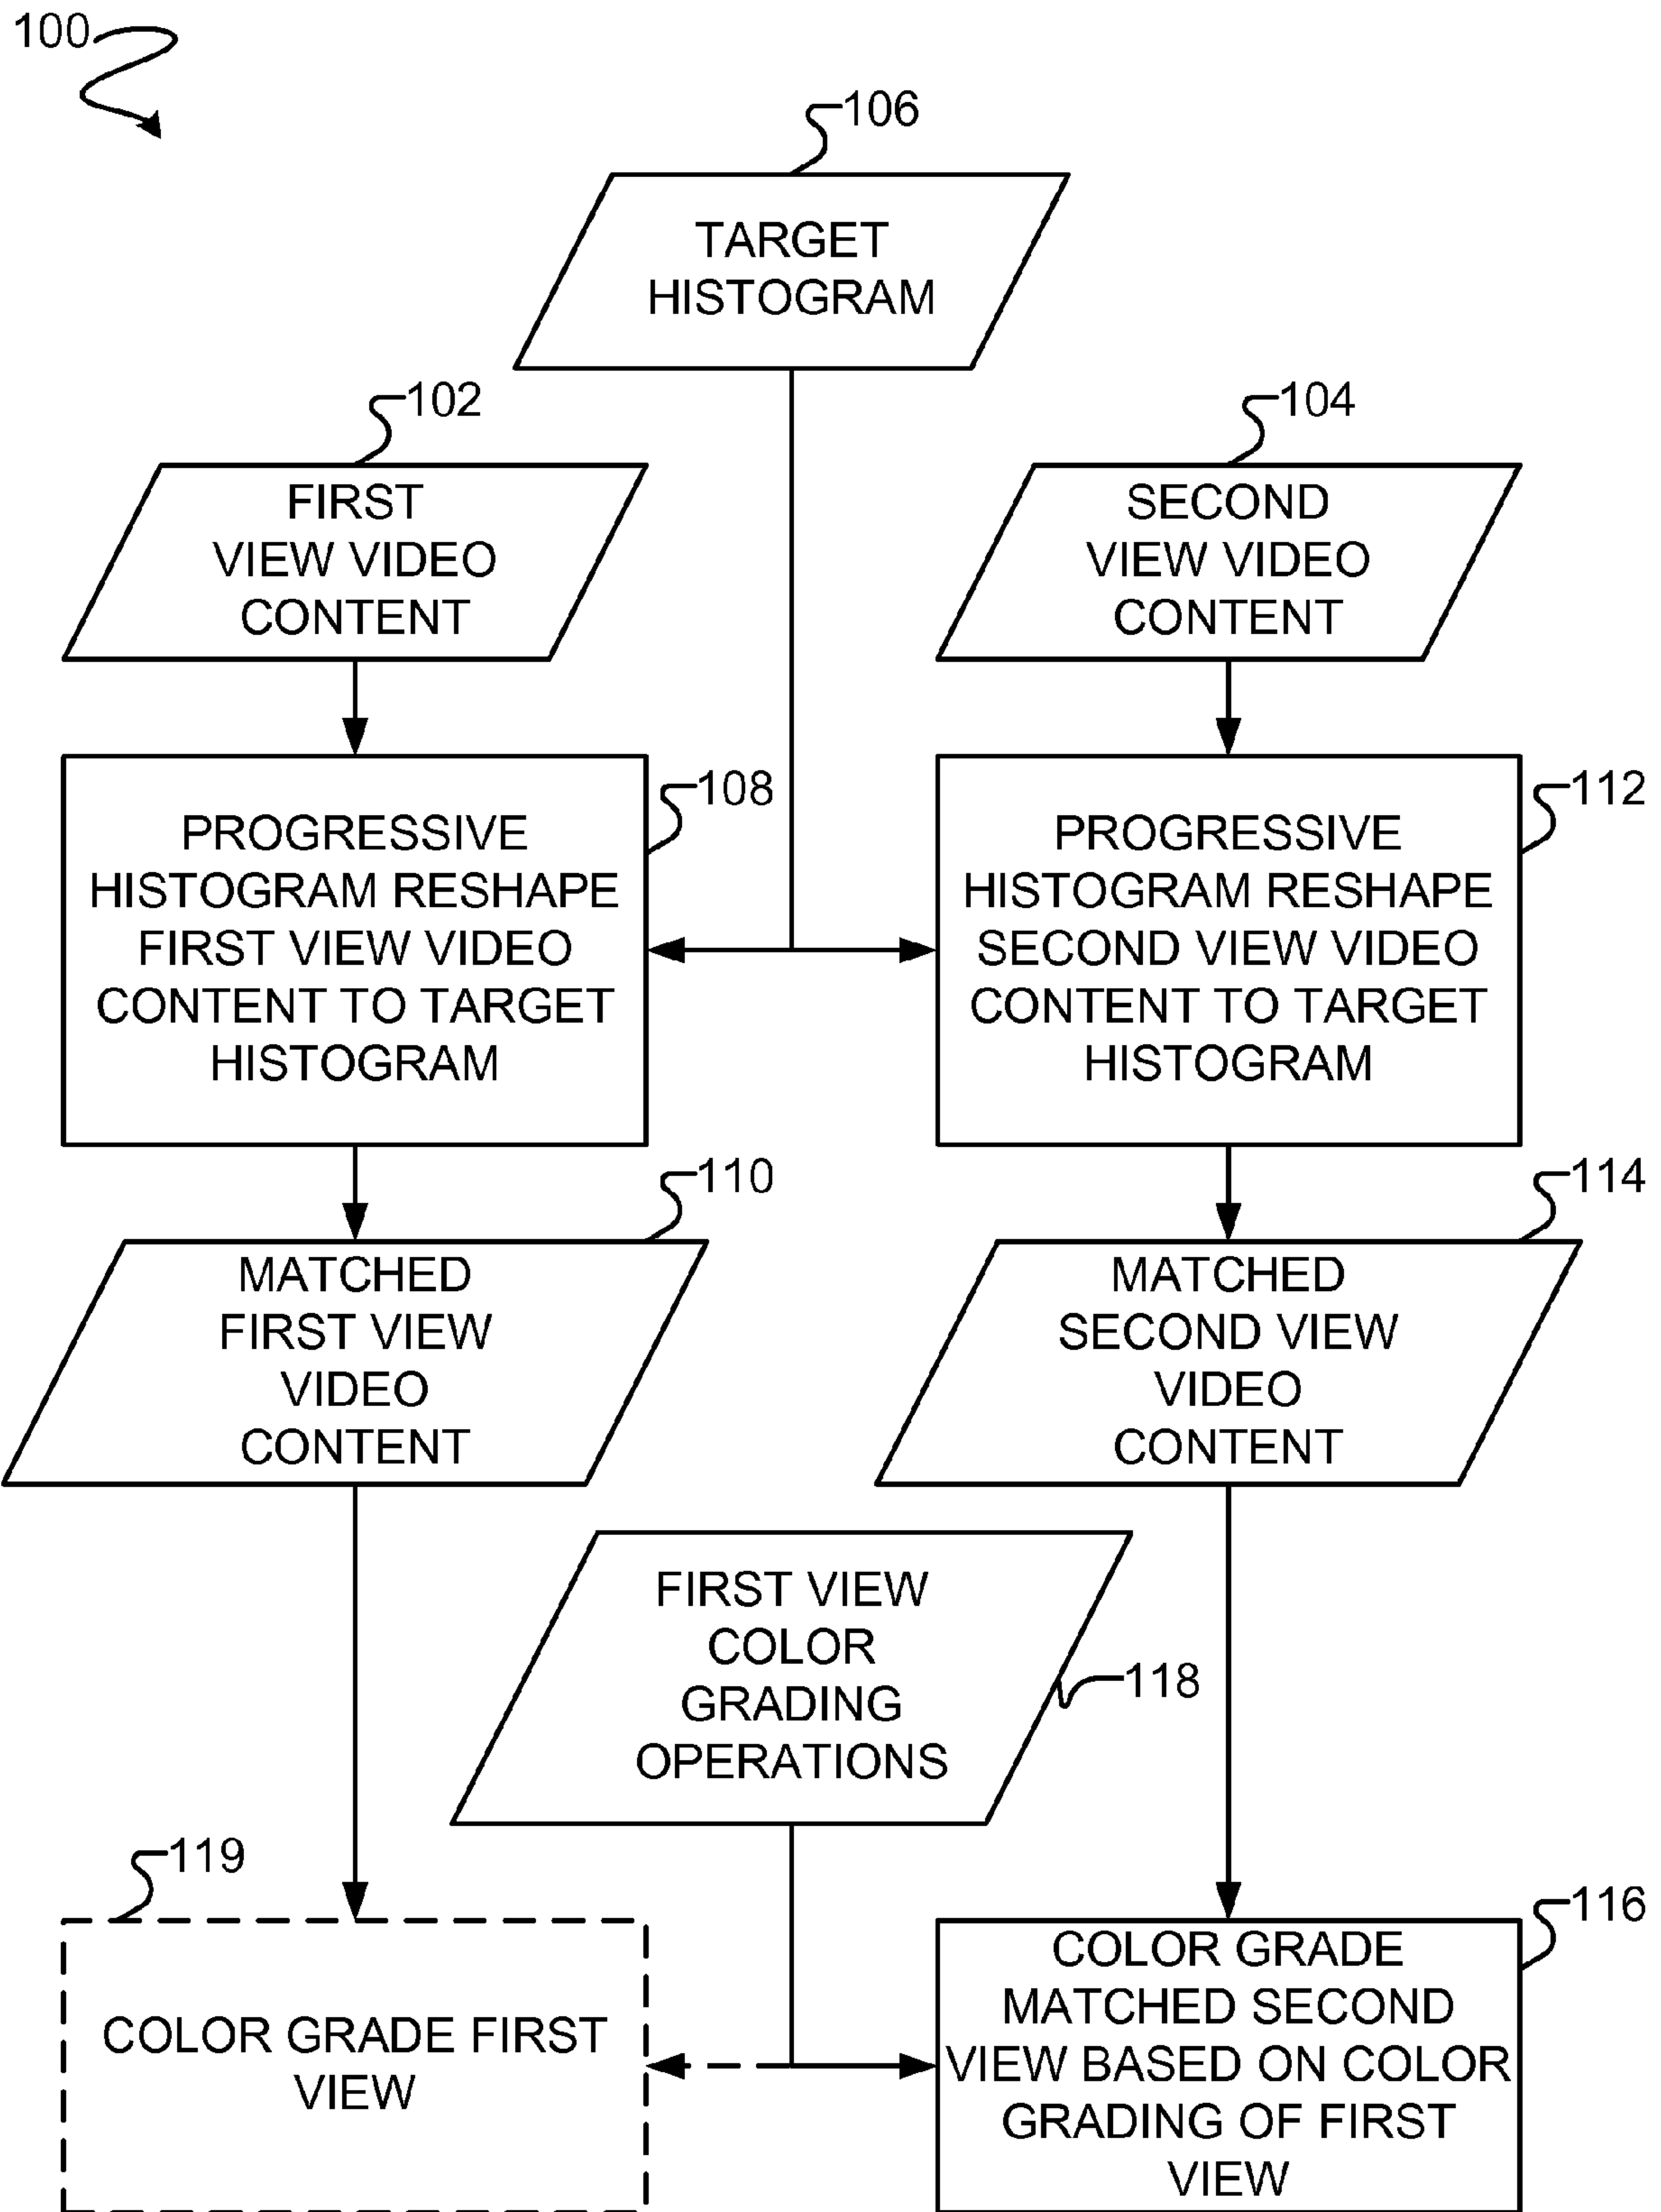 100
106
TARGET
HISTOGRAM
102
FIRST
VIEW VIDEO
CONTENT
104
SECOND
VIEW VIDEO
CONTENT
108
PROGRESSIVE
HISTOGRAM RESHAPE
FIRST VIEW VIDEO
CONTENT TO TARGET
HISTOGRAM
112
PROGRESSIVE
HISTOGRAM RESHAPE
SECOND VIEW VIDEO
CONTENT TO TARGET
HISTOGRAM
110
MATCHED
FIRST VIEW
VIDEO
CONTENT
114
MATCHED
SECOND VIEW
VIDEO
CONTENT
FIRST VIEW
COLOR
GRADING
OPERATIONS
118
119
COLOR GRADE FIRST
VIEW
116
COLOR GRADE
MATCHED SECOND
VIEW BASED ON COLOR
GRADING OF FIRST
VIEW